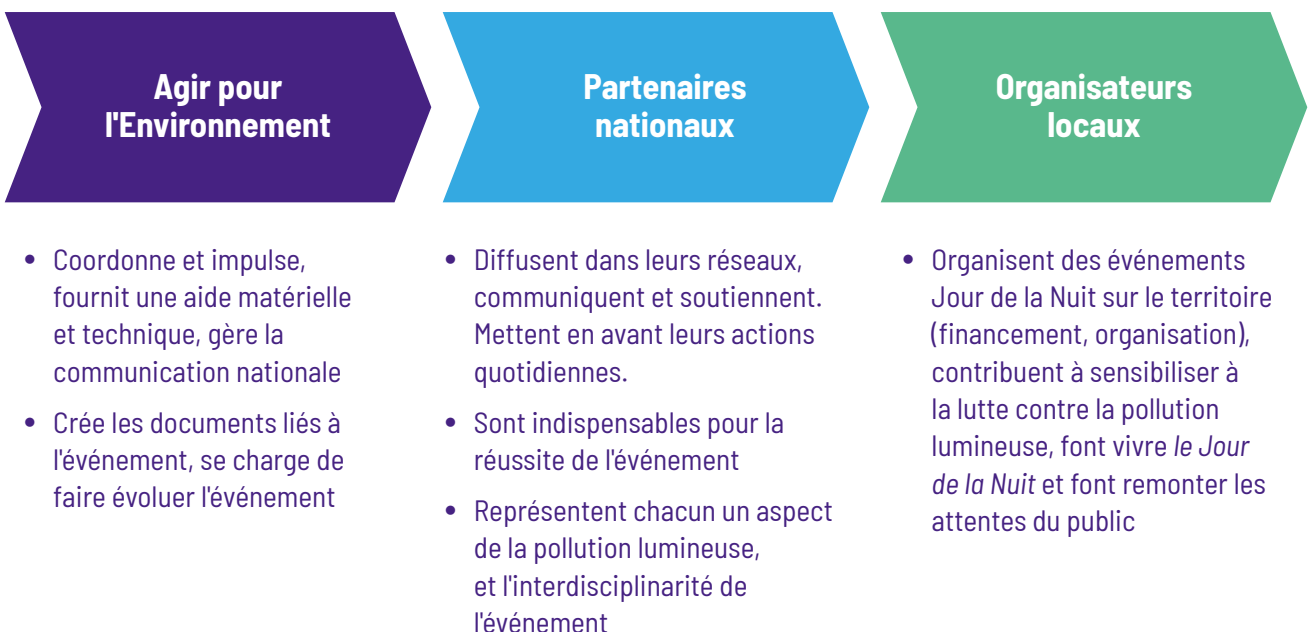 Agir pour
l'Environnement
Partenaires
nationaux
Organisateurs
locaux
• Coordonne et impulse,
fournit une aide matérielle
et technique, gère la
communication nationale
• Crée les documents liés à
l'événement, se charge de
faire évoluer l'événement
• Diffusent dans leurs réseaux,
communiquent et soutiennent.
Mettent en avant leurs actions
quotidiennes.
• Sont indispensables pour la
réussite de l'événement
• Représentent chacun un aspect
de la pollution lumineuse,
et l'interdisciplinarité de
l'événement
• Organisent des événements
Jour de la Nuit sur le territoire
(financement, organisation),
contribuent à sensibiliser à
la lutte contre la pollution
lumineuse, font vivre le Jour
de la Nuit et font remonter les
attentes du public